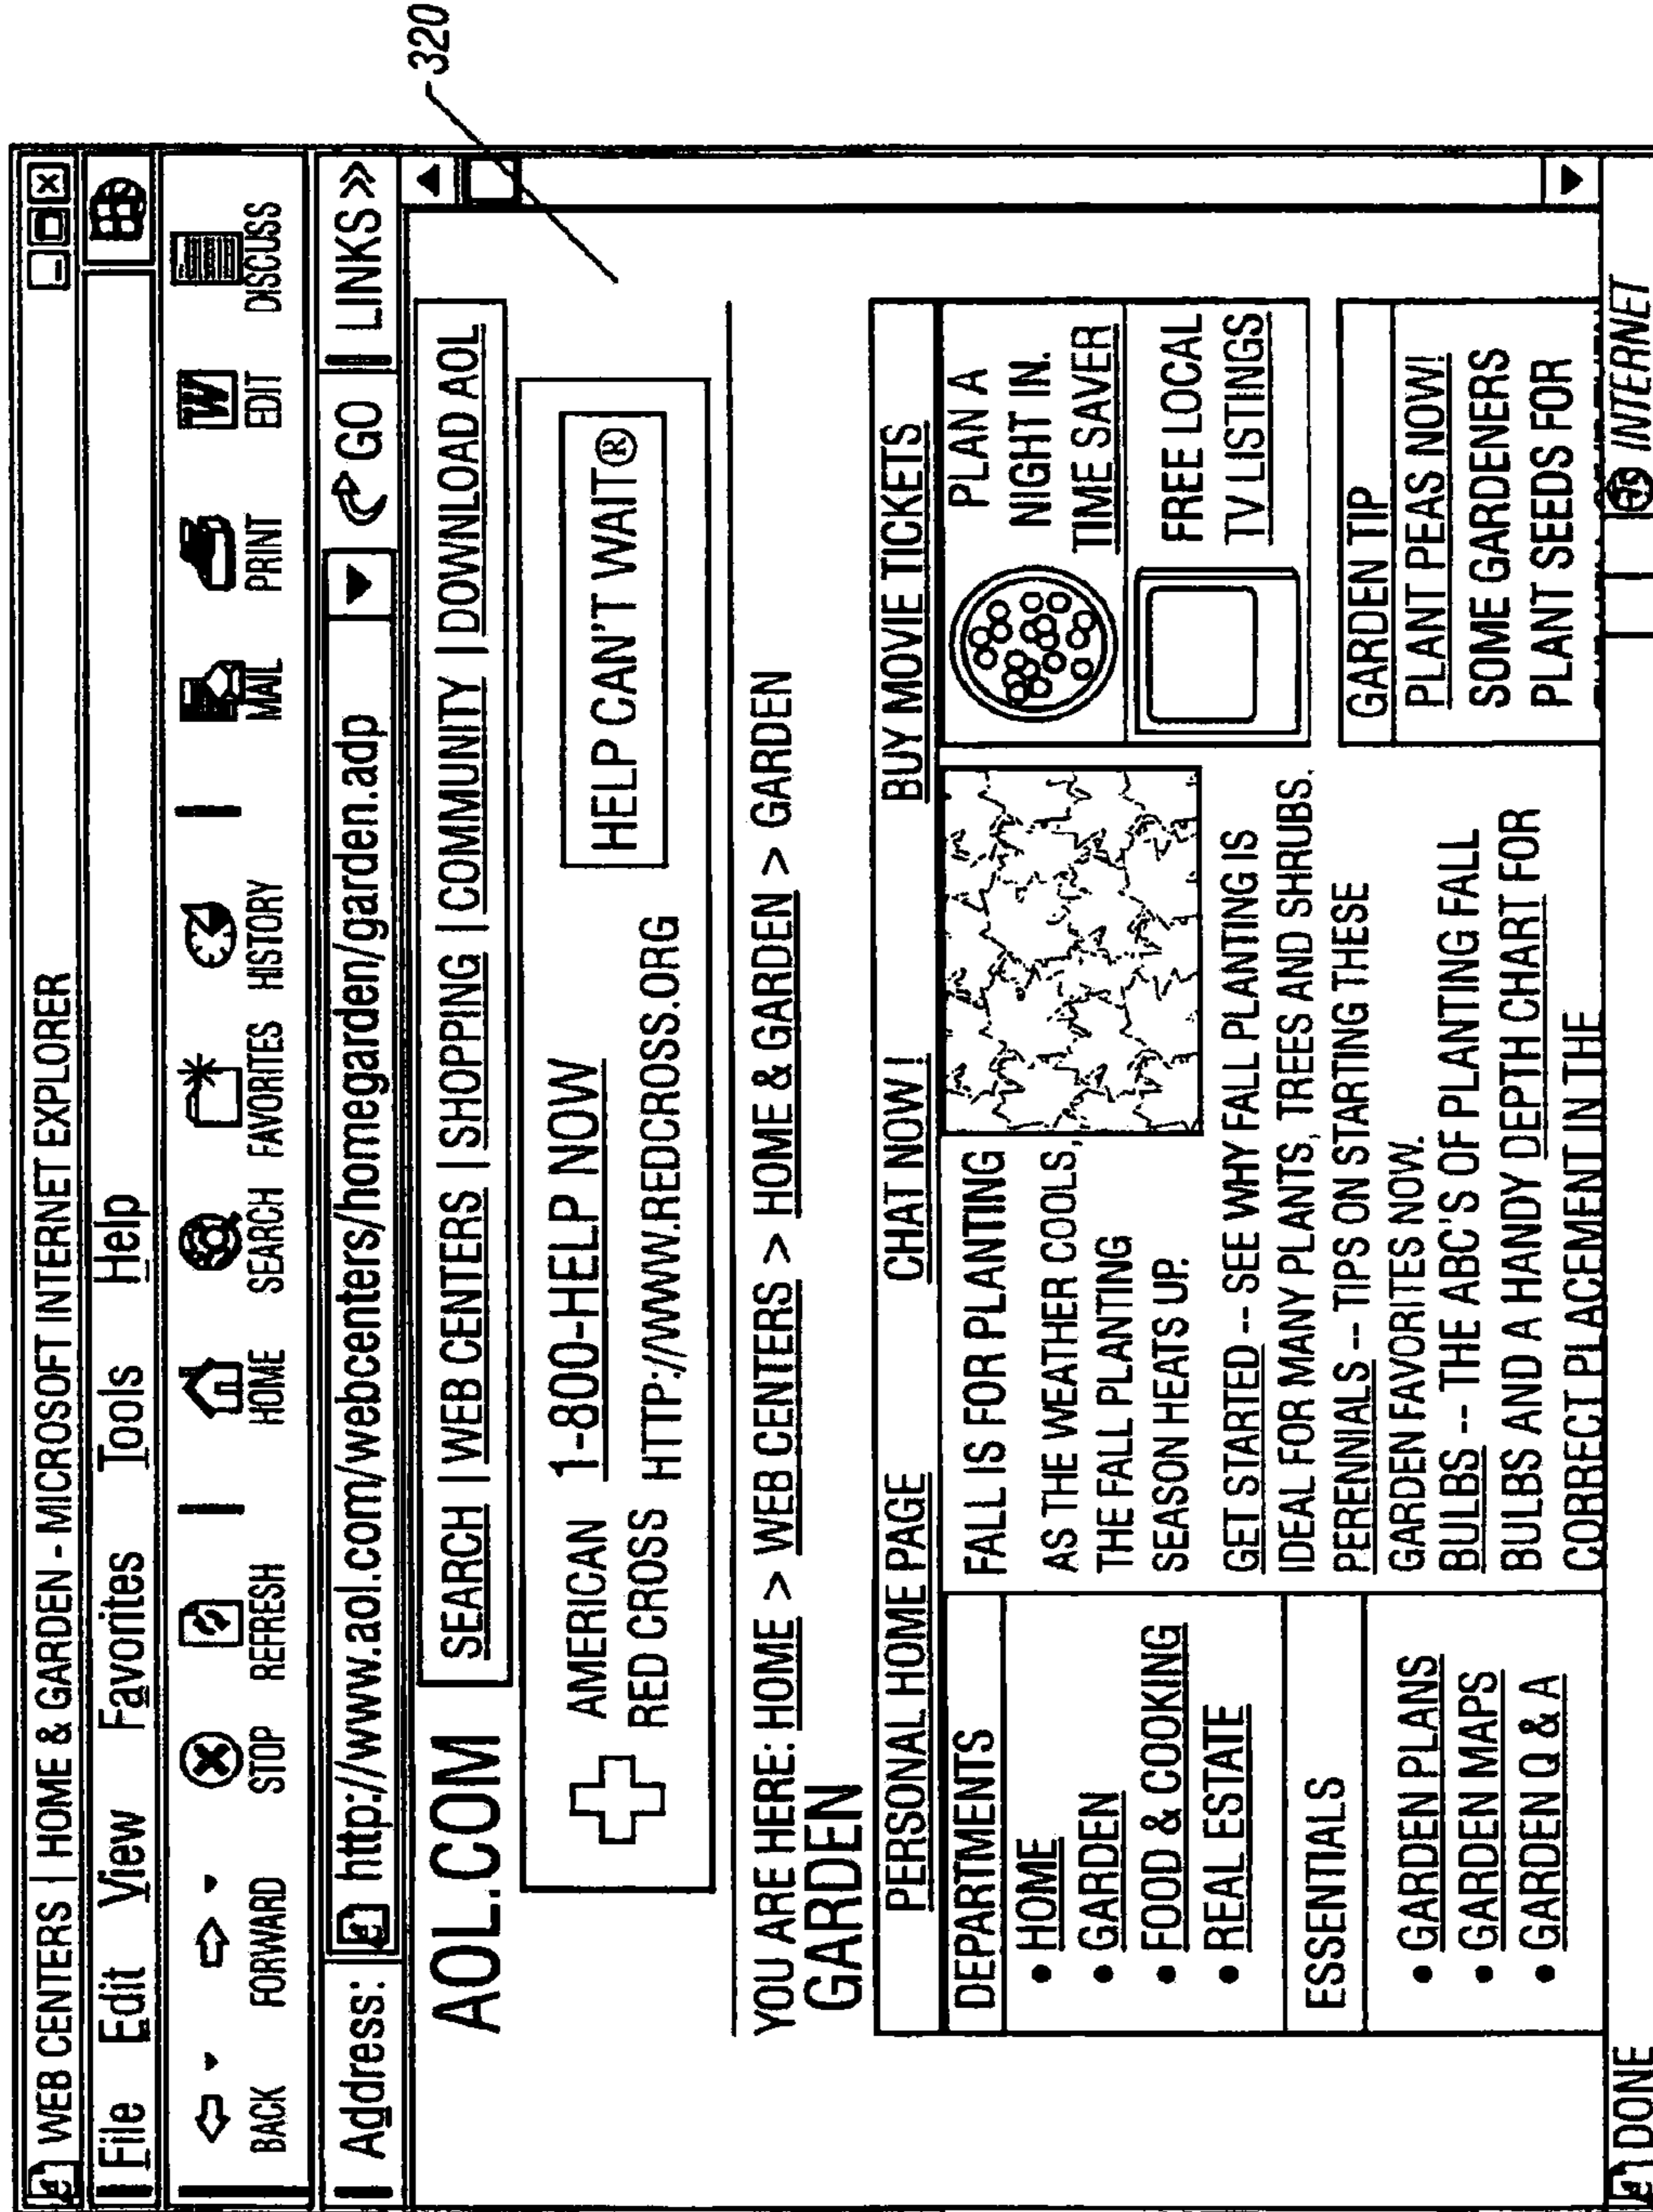 WEB CENTERS | HOME & GARDEN - MICROSOFT INTERNET EXPLORER
File Edit View Favorites Tools Help
BACK FORWARD STOP REFRESH HOME SEARCH FAVORITES HISTORY MAIL PRINT EDIT DISCUSS
Address: http://www.aol.com/webcenters/homegarden/garden.adp GO LINKS »
320
AOL.COM SEARCH | WEB CENTERS | SHOPPING | COMMUNITY | DOWNLOAD AOL
AMERICAN
RED CROSS
1-800-HELP NOW
HTTP://WWW.REDCROSS.ORG
HELP CAN'T WAIT®
YOU ARE HERE: HOME > WEB CENTERS > HOME & GARDEN > GARDEN
GARDEN
PERSONAL HOME PAGE CHAT NOW! BUY MOVIE TICKETS
DEPARTMENTS
• HOME
• GARDEN
• FOOD & COOKING
• REAL ESTATE
ESSENTIALS
• GARDEN PLANS
• GARDEN MAPS
• GARDEN Q & A
FALL IS FOR PLANTING
AS THE WEATHER COOLS,
THE FALL PLANTING
SEASON HEATS UP.
GET STARTED -- SEE WHY FALL PLANTING IS
IDEAL FOR MANY PLANTS, TREES AND SHRUBS.
PERENNIALS -- TIPS ON STARTING THESE
GARDEN FAVORITES NOW.
BULBS -- THE ABC'S OF PLANTING FALL
BULBS AND A HANDY DEPTH CHART FOR
CORRECT PLACEMENT IN THE
PLAN A
NIGHT IN.
TIME SAVER
FREE LOCAL
TV LISTINGS
GARDEN TIP
PLANT PEAS NOW!
SOME GARDENERS
PLANT SEEDS FOR
DONE INTERNET